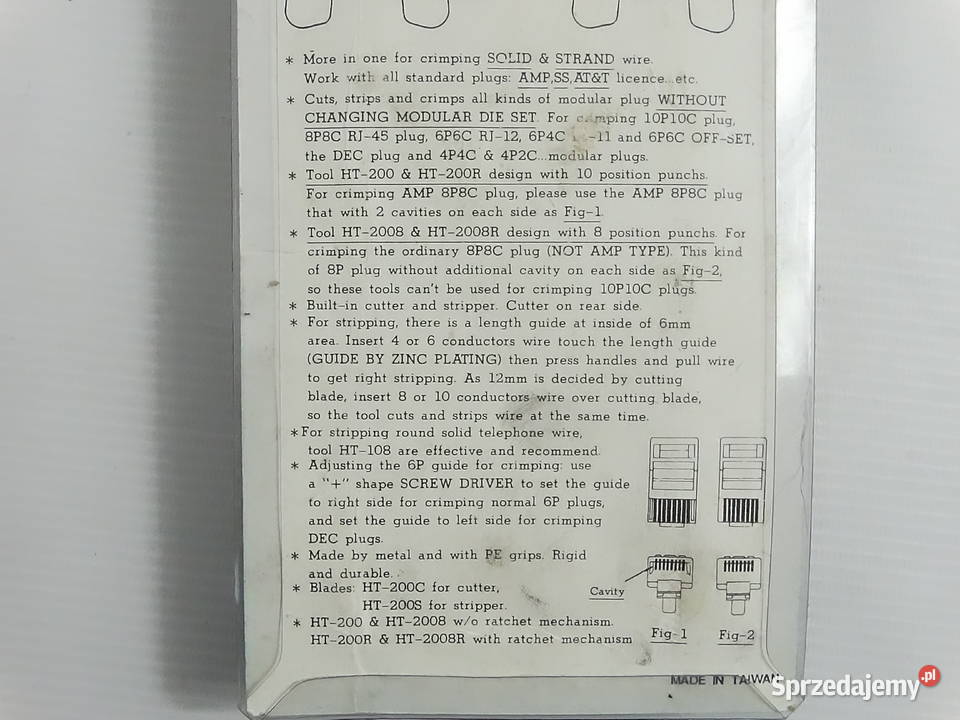 * More in one for crimping SOLID & STRAND wire.
Work with all standard plugs: AMP,SS,AT&T licence...etc.
* Cuts, strips and crimps all kinds of modular plug WITHOUT
CHANGING MODULAR DIE SET. For crimping 10P10C plug,
8P8C RJ-45 plug, 6P6C RJ-12, 6P4C -11 and 6P6C OFF-SET,
the DEC plug and 4P4C & 4P2C...modular plugs.
* Tool HT-200 & HT-200R design with 10 position punchs.
For crimping AMP 8P8C plug, please use the AMP 8P8C plug
that with 2 cavities on each side as Fig-1.
* Tool HT-2008 & HT-2008R design with 8 position punchs. For
crimping the ordinary 8P8C plug (NOT AMP TYPE). This kind
of 8P plug without additional cavity on each side as Fig-2,
so these tools can't be used for crimping 10P10C plugs.
* Built-in cutter and stripper. Cutter on rear side.
* For stripping, there is a length guide at inside of 6mm
area. Insert 4 or 6 conductors wire touch the length guide
(GUIDE BY ZINC PLATING) then press handles and pull wire
to get right stripping. As 12mm is decided by cutting
blade, insert 8 or 10 conductors wire over cutting blade,
so the tool cuts and strips wire at the same time.
*For stripping round solid telephone wire,
tool HT-108 are effective and recommend.
* Adjusting the 6P guide for crimping: use
a "+" shape SCREW DRIVER to set the guide
to right side for crimping normal 6P plugs,
and set the guide to left side for crimping
DEC plugs.
* Made by metal and with PE grips. Rigid
and durable.
* Blades: HT-200C for cutter,
HT-200S for stripper.
* HT-200 & HT-2008 w/o ratchet mechanism.
HT-200R & HT-2008R with ratchet mechanism
Cavity
Fig-1
Fig-2
MADE IN TAIWAN
Sprzedajemy.pl